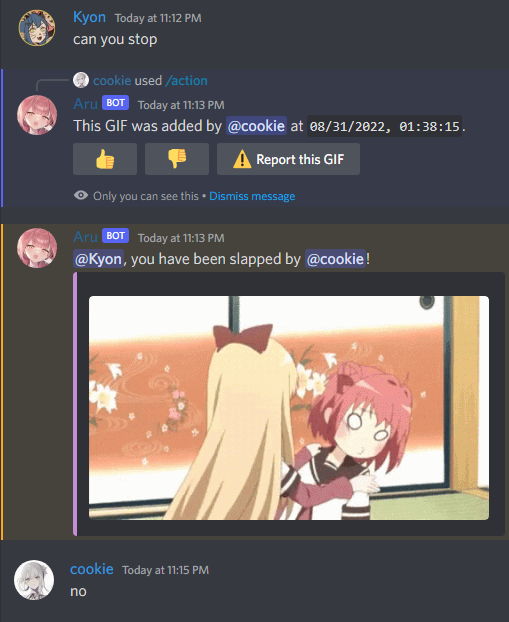 Kyon Today at 11:12 PM
can you stop
cookie used /action
Aru BOT Today at 11:13 PM
This GIF was added by @cookie at 08/31/2022, 01:38:15.
👍 👎 ⚠ Report this GIF
Only you can see this • Dismiss message
Aru BOT Today at 11:13 PM
@Kyon, you have been slapped by @cookie!
cookie Today at 11:15 PM
no